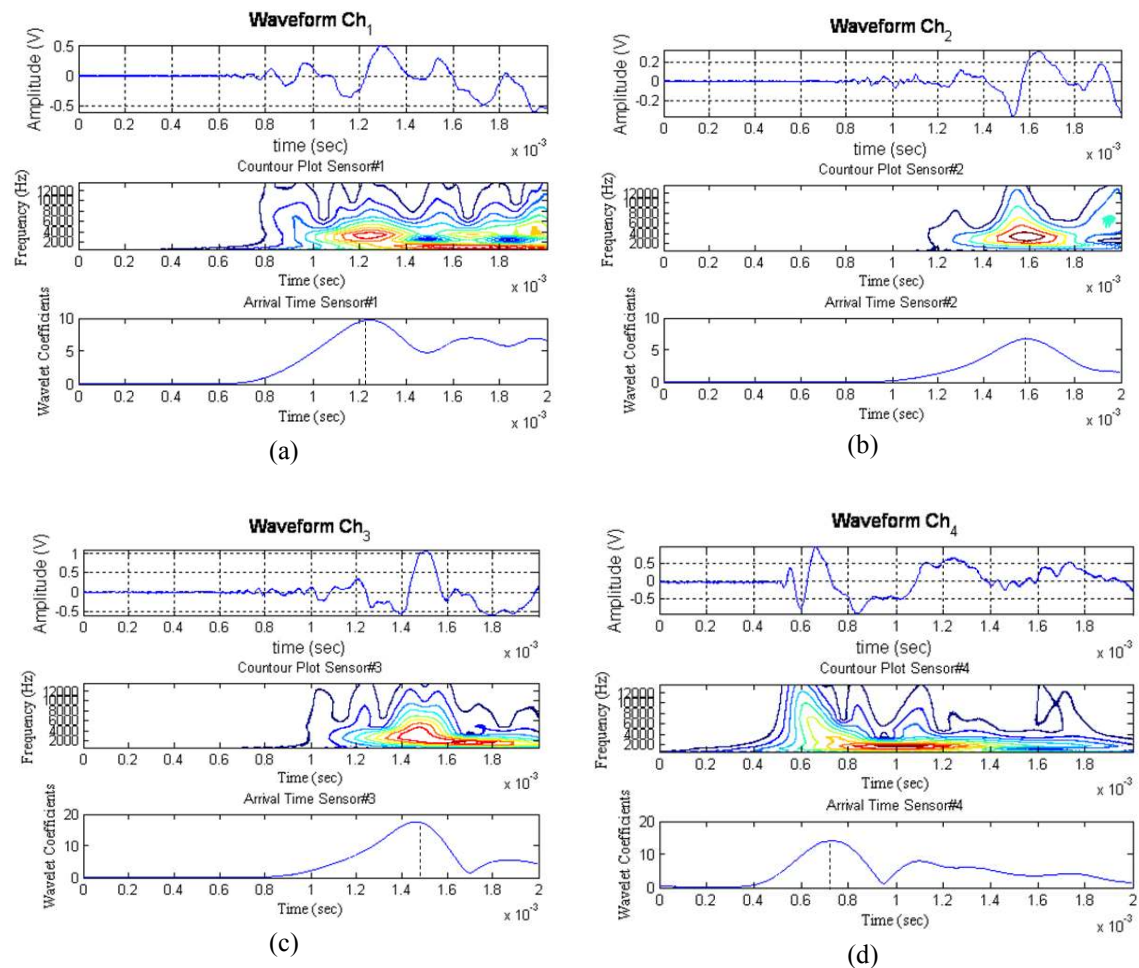 Waveform Ch1
Amplitude (V)
0.5
0
-0.5
0 0.2 0.4 0.6 0.8 1 1.2 1.4 1.6 1.8 2
time (sec)
x 10-3
Countour Plot Sensor#1
Frequency (Hz)
12000
10000
8000
6000
4000
2000
0 0.2 0.4 0.6 0.8 1 1.2 1.4 1.6 1.8 2
Time (sec)
x 10-3
Arrival Time Sensor#1
Wavelet Coefficients
10
5
0
0 0.2 0.4 0.6 0.8 1 1.2 1.4 1.6 1.8 2
Time (sec)
x 10-3
(a)
Waveform Ch2
Amplitude (V)
0.2
0
-0.2
0 0.2 0.4 0.6 0.8 1 1.2 1.4 1.6 1.8 2
time (sec)
x 10-3
Countour Plot Sensor#2
Frequency (Hz)
12000
10000
8000
6000
4000
2000
0 0.2 0.4 0.6 0.8 1 1.2 1.4 1.6 1.8 2
Time (sec)
x 10-3
Arrival Time Sensor#2
Wavelet Coefficients
10
5
0
0 0.2 0.4 0.6 0.8 1 1.2 1.4 1.6 1.8 2
Time (sec)
x 10-3
(b)
Waveform Ch3
Amplitude (V)
1
0.5
0
-0.5
0 0.2 0.4 0.6 0.8 1 1.2 1.4 1.6 1.8 2
time (sec)
x 10-3
Countour Plot Sensor#3
Frequency (Hz)
12000
10000
8000
6000
4000
2000
0 0.2 0.4 0.6 0.8 1 1.2 1.4 1.6 1.8 2
Time (sec)
x 10-3
Arrival Time Sensor#3
Wavelet Coefficients
20
10
0
0 0.2 0.4 0.6 0.8 1 1.2 1.4 1.6 1.8 2
Time (sec)
x 10-3
(c)
Waveform Ch4
Amplitude (V)
0.5
0
-0.5
0 0.2 0.4 0.6 0.8 1 1.2 1.4 1.6 1.8 2
time (sec)
x 10-3
Countour Plot Sensor#4
Frequency (Hz)
12000
10000
8000
6000
4000
2000
0 0.2 0.4 0.6 0.8 1 1.2 1.4 1.6 1.8 2
Time (sec)
x 10-3
Arrival Time Sensor#4
Wavelet Coefficients
20
10
0
0 0.2 0.4 0.6 0.8 1 1.2 1.4 1.6 1.8 2
Time (sec)
x 10-3
(d)